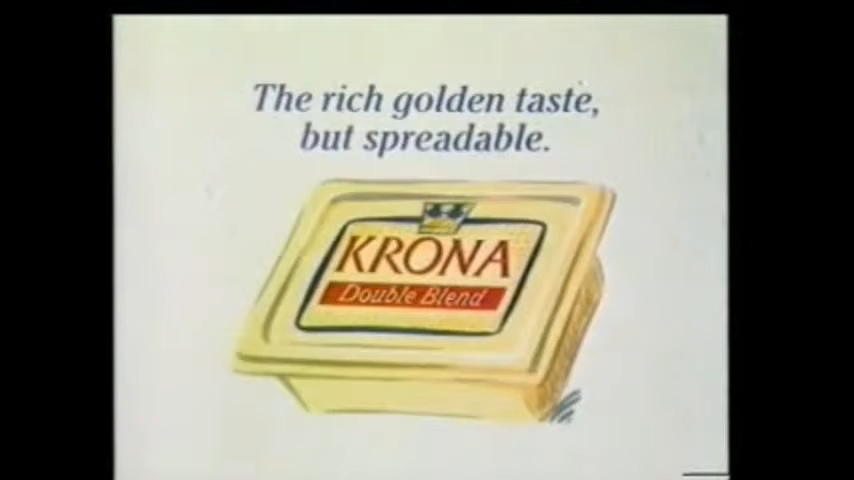 The rich golden taste,
but spreadable.
KRONA
Double Blend